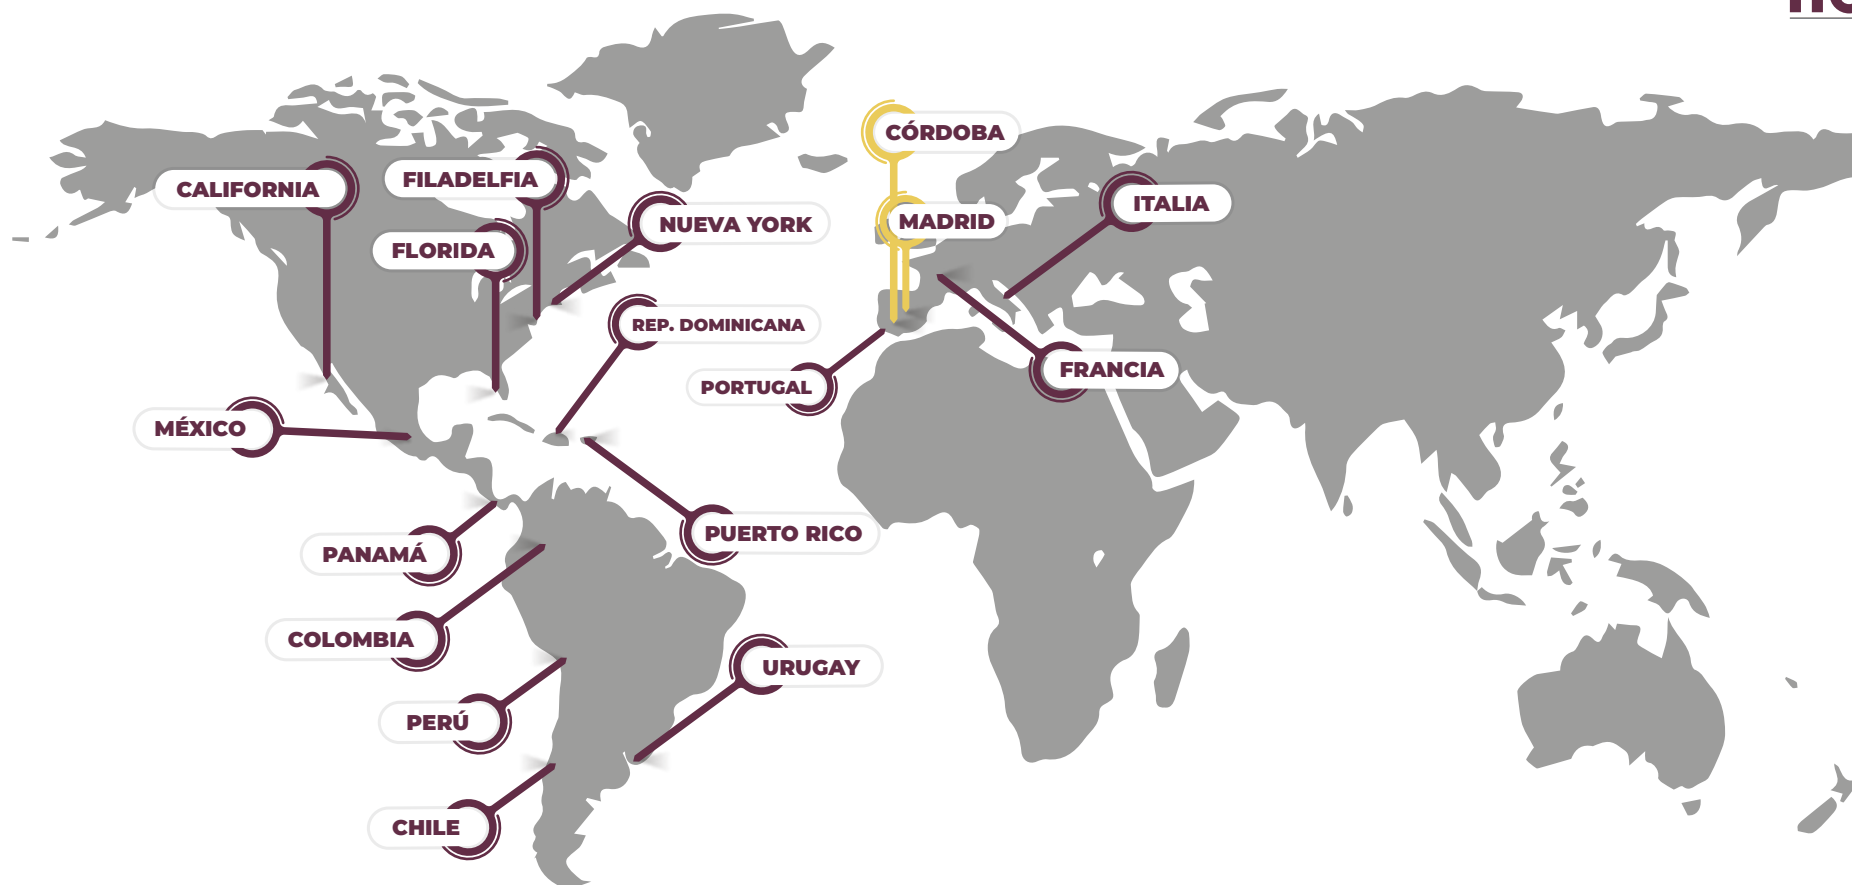 CÓRDOBA
FILADELFIA
CALIFORNIA
ITALIA
MADRID
NUEVA YORK
FLORIDA
REP. DOMINICANA
FRANCIA
PORTUGAL
MÉXICO
PUERTO RICO
PANAMÁ
COLOMBIA
URUGAY
PERÚ
CHILE